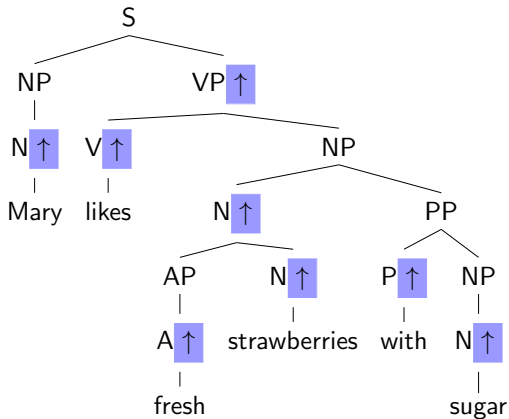 S
NP VP↑
N↑ V↑ NP
Mary likes N↑ PP
AP N↑ P↑ NP
A↑ strawberries with N↑
fresh sugar